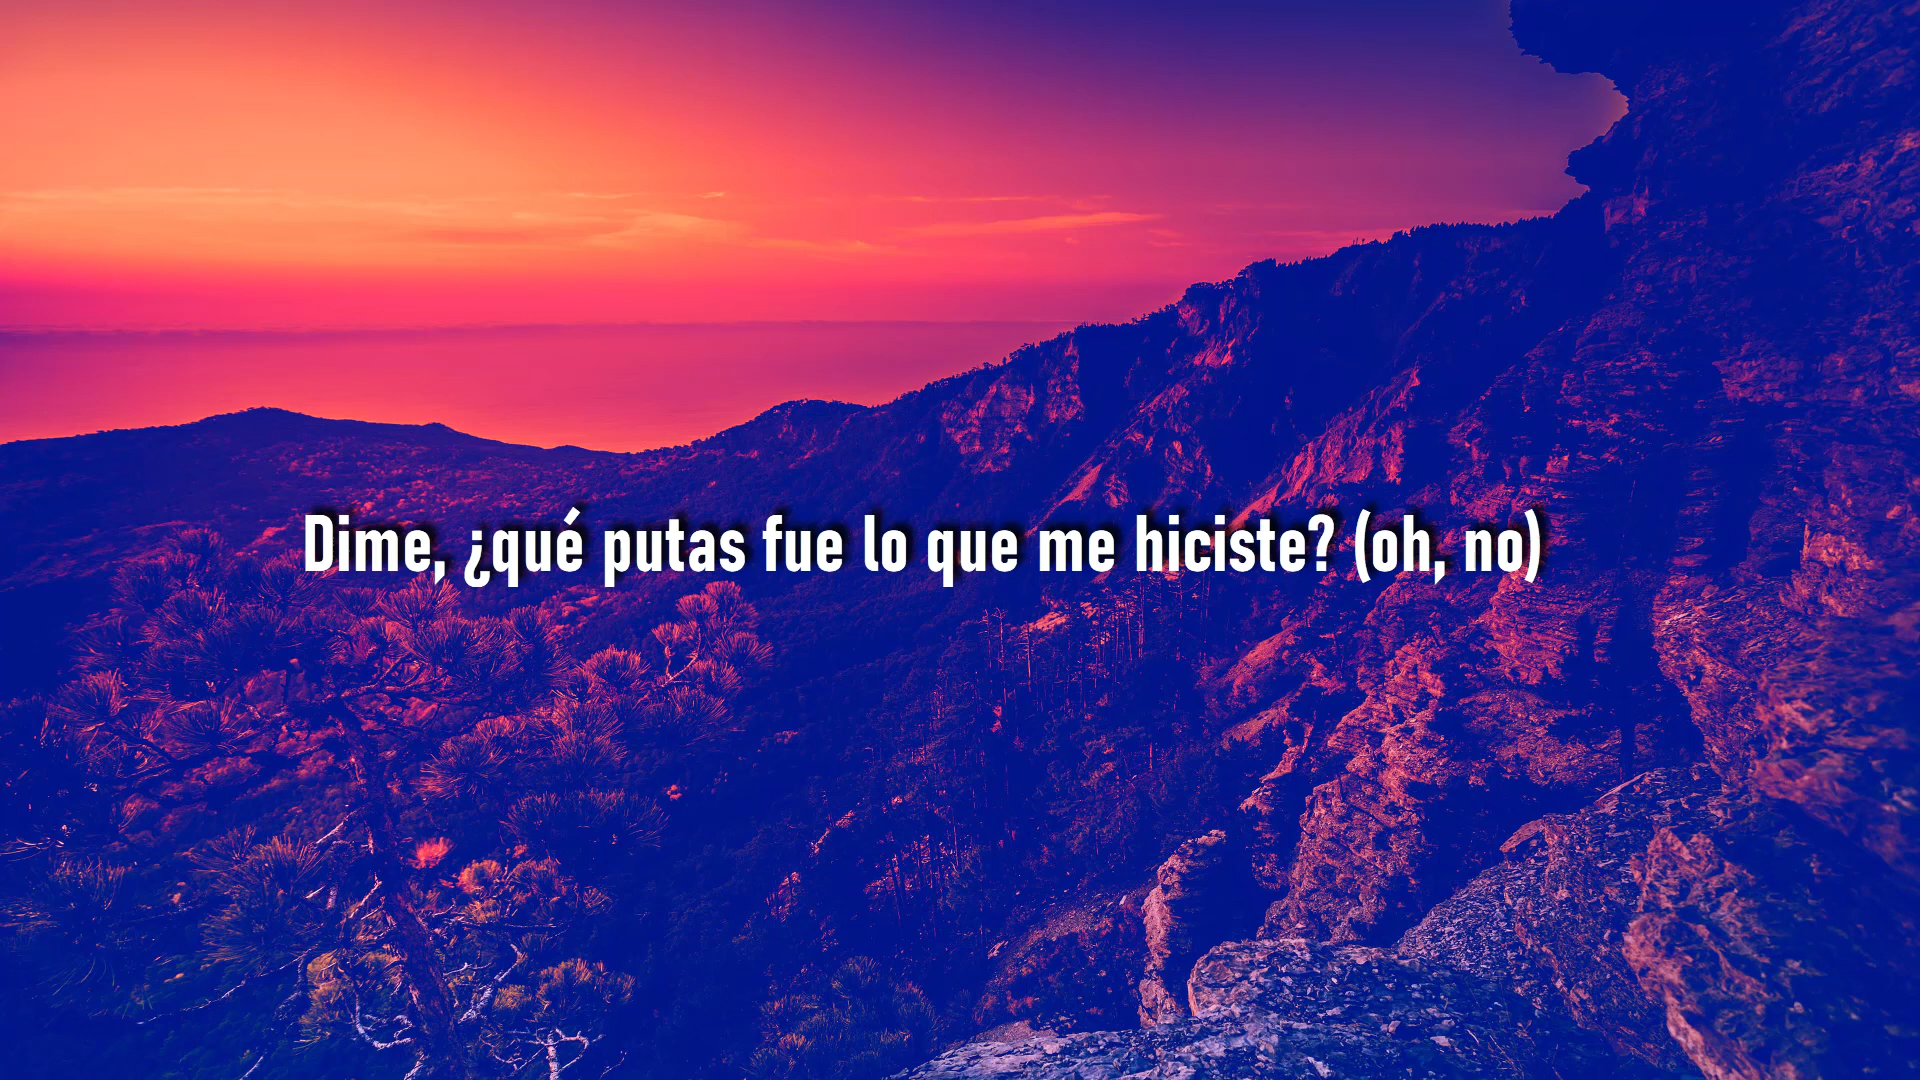 Dime, ¿qué putas fue lo que me hiciste? (oh, no)